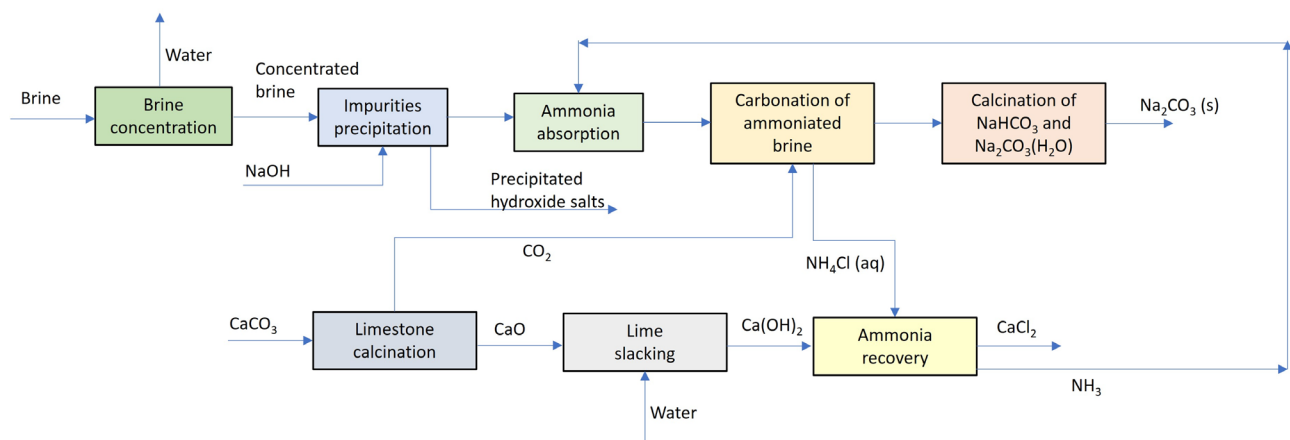 Water
Brine
Brine
concentration
Concentrated
brine
Impurities
precipitation
NaOH
Precipitated
hydroxide salts
Ammonia
absorption
Carbonation of
ammoniated
brine
Calcination of
NaHCO₃ and
Na₂CO₃(H₂O)
Na₂CO₃ (s)
CO₂
NH₄Cl (aq)
CaCO₃
Limestone
calcination
CaO
Lime
slacking
Water
Ca(OH)₂
Ammonia
recovery
CaCl₂
NH₃